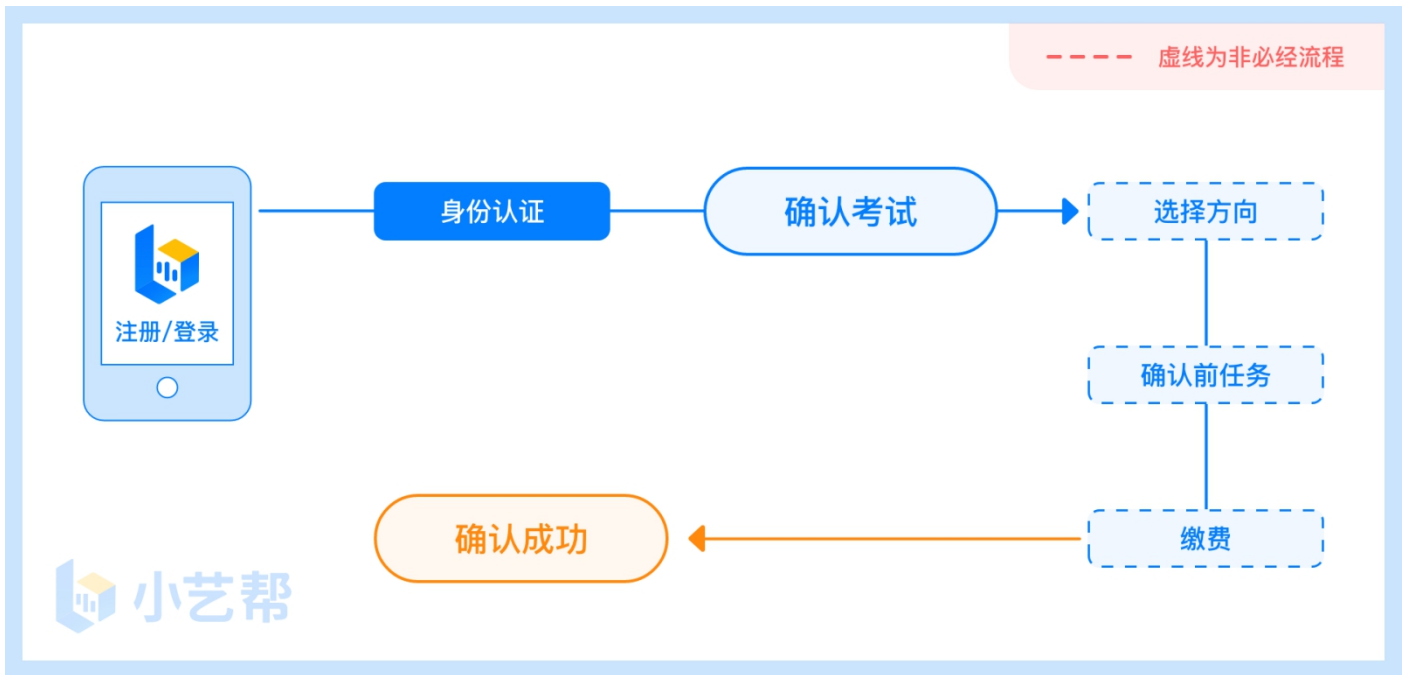 虚线为非必经流程
身份认证
确认考试
选择方向
注册/登录
确认前任务
确认成功
缴费
小艺帮